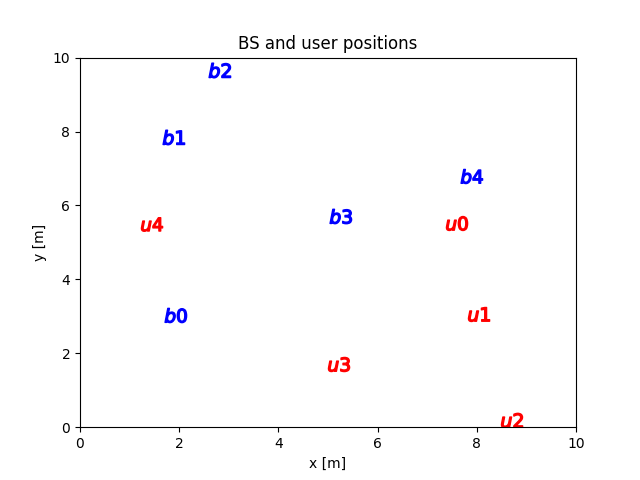 BS and user positions
10
b2
8
b1
b4
6
b3
u4
u0
y [m]
4
b0
u1
2
u3
u2
0
0 2 4 6 8 10
x [m]